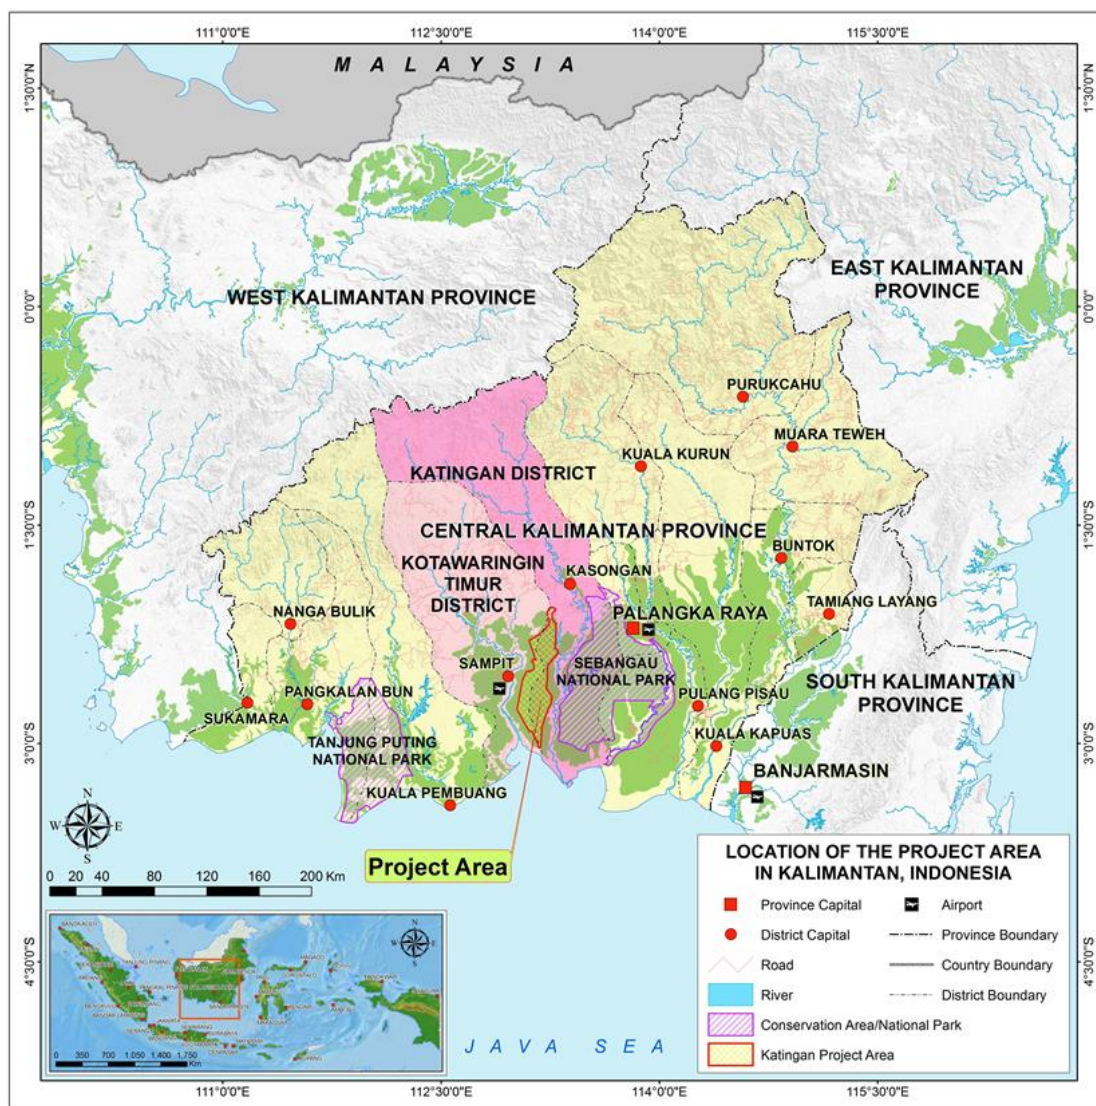 111°0'0"E 112°30'0"E 114°0'0"E 115°30'0"E
1°30'0"N
1°30'0"N
0°0'0"
0°0'0"
1°30'0"S
1°30'0"S
3°0'0"S
3°0'0"S
4°30'0"S
4°30'0"S
MALAYSIA
WEST KALIMANTAN PROVINCE
EAST KALIMANTAN
PROVINCE
PURUKCAHU
MUARA TEWEH
KUALA KURUN
KATINGAN DISTRICT
CENTRAL KALIMANTAN PROVINCE
BUNTOK
KOTAWARINGIN
TIMUR
DISTRICT
KASONGAN
NANGA BULIK
PALANGKA RAYA
TAMIANG LAYANG
SAMPIT
SEBANGAU
NATIONAL PARK
SOUTH KALIMANTAN
PROVINCE
PANGKALAN BUN
PULANG PISAU
SUKAMARA
KUALA KAPUAS
TANJUNG PUTING
NATIONAL PARK
BANJARMASIN
KUALA PEMBUANG
N
W E
S
Project Area
0 20 40 80 120 160 200 Km
JAVA SEA
LOCATION OF THE PROJECT AREA
IN KALIMANTAN, INDONESIA
Province Capital
Airport
District Capital
Province Boundary
Road
Country Boundary
River
District Boundary
Conservation Area/National Park
Katingan Project Area
N
W E
S
0 350 700 1,050 1,400 1,750
Km
111°0'0"E 112°30'0"E 114°0'0"E 115°30'0"E